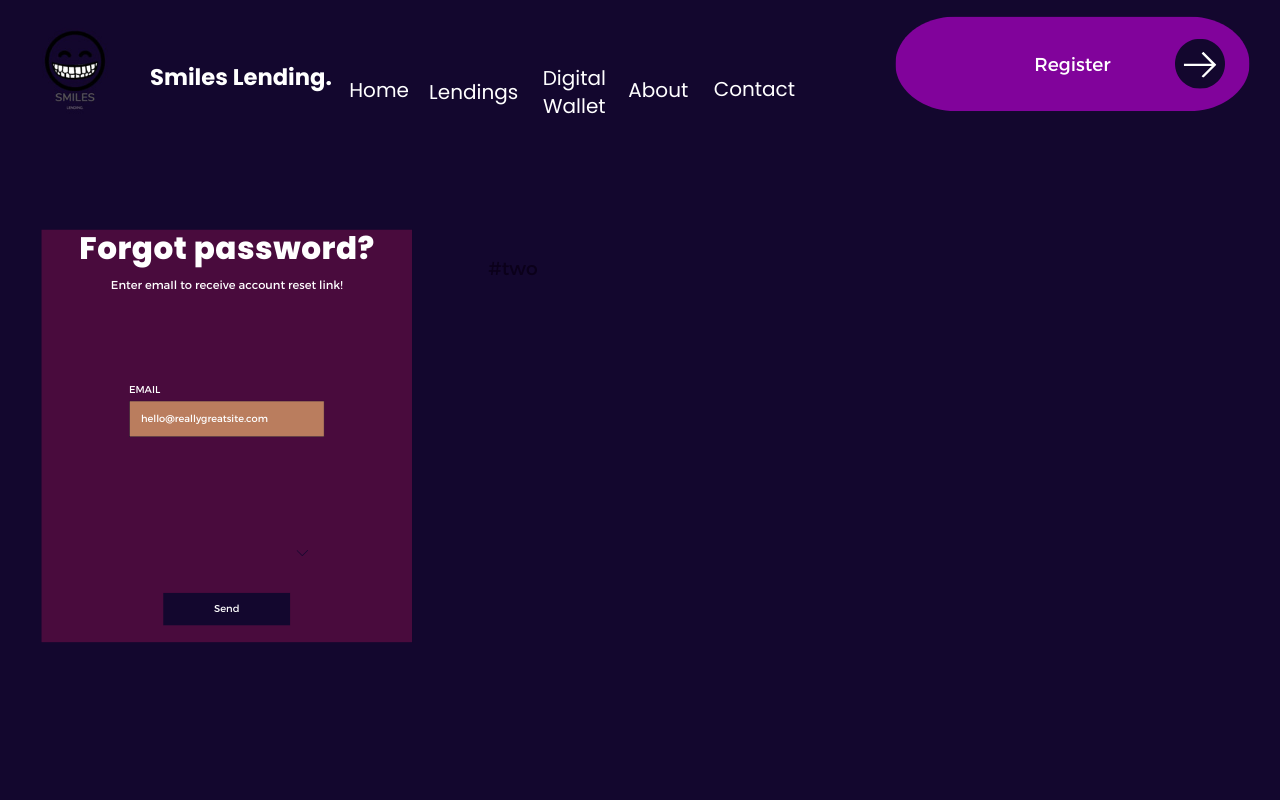 SMILES
LENDING
Smiles Lending.
Home
Lendings
Digital
Wallet
About
Contact
Register
Forgot password?
Enter emall to receive account reset link!
#two
EMAIL
hello@reallygreatsite.com
Send